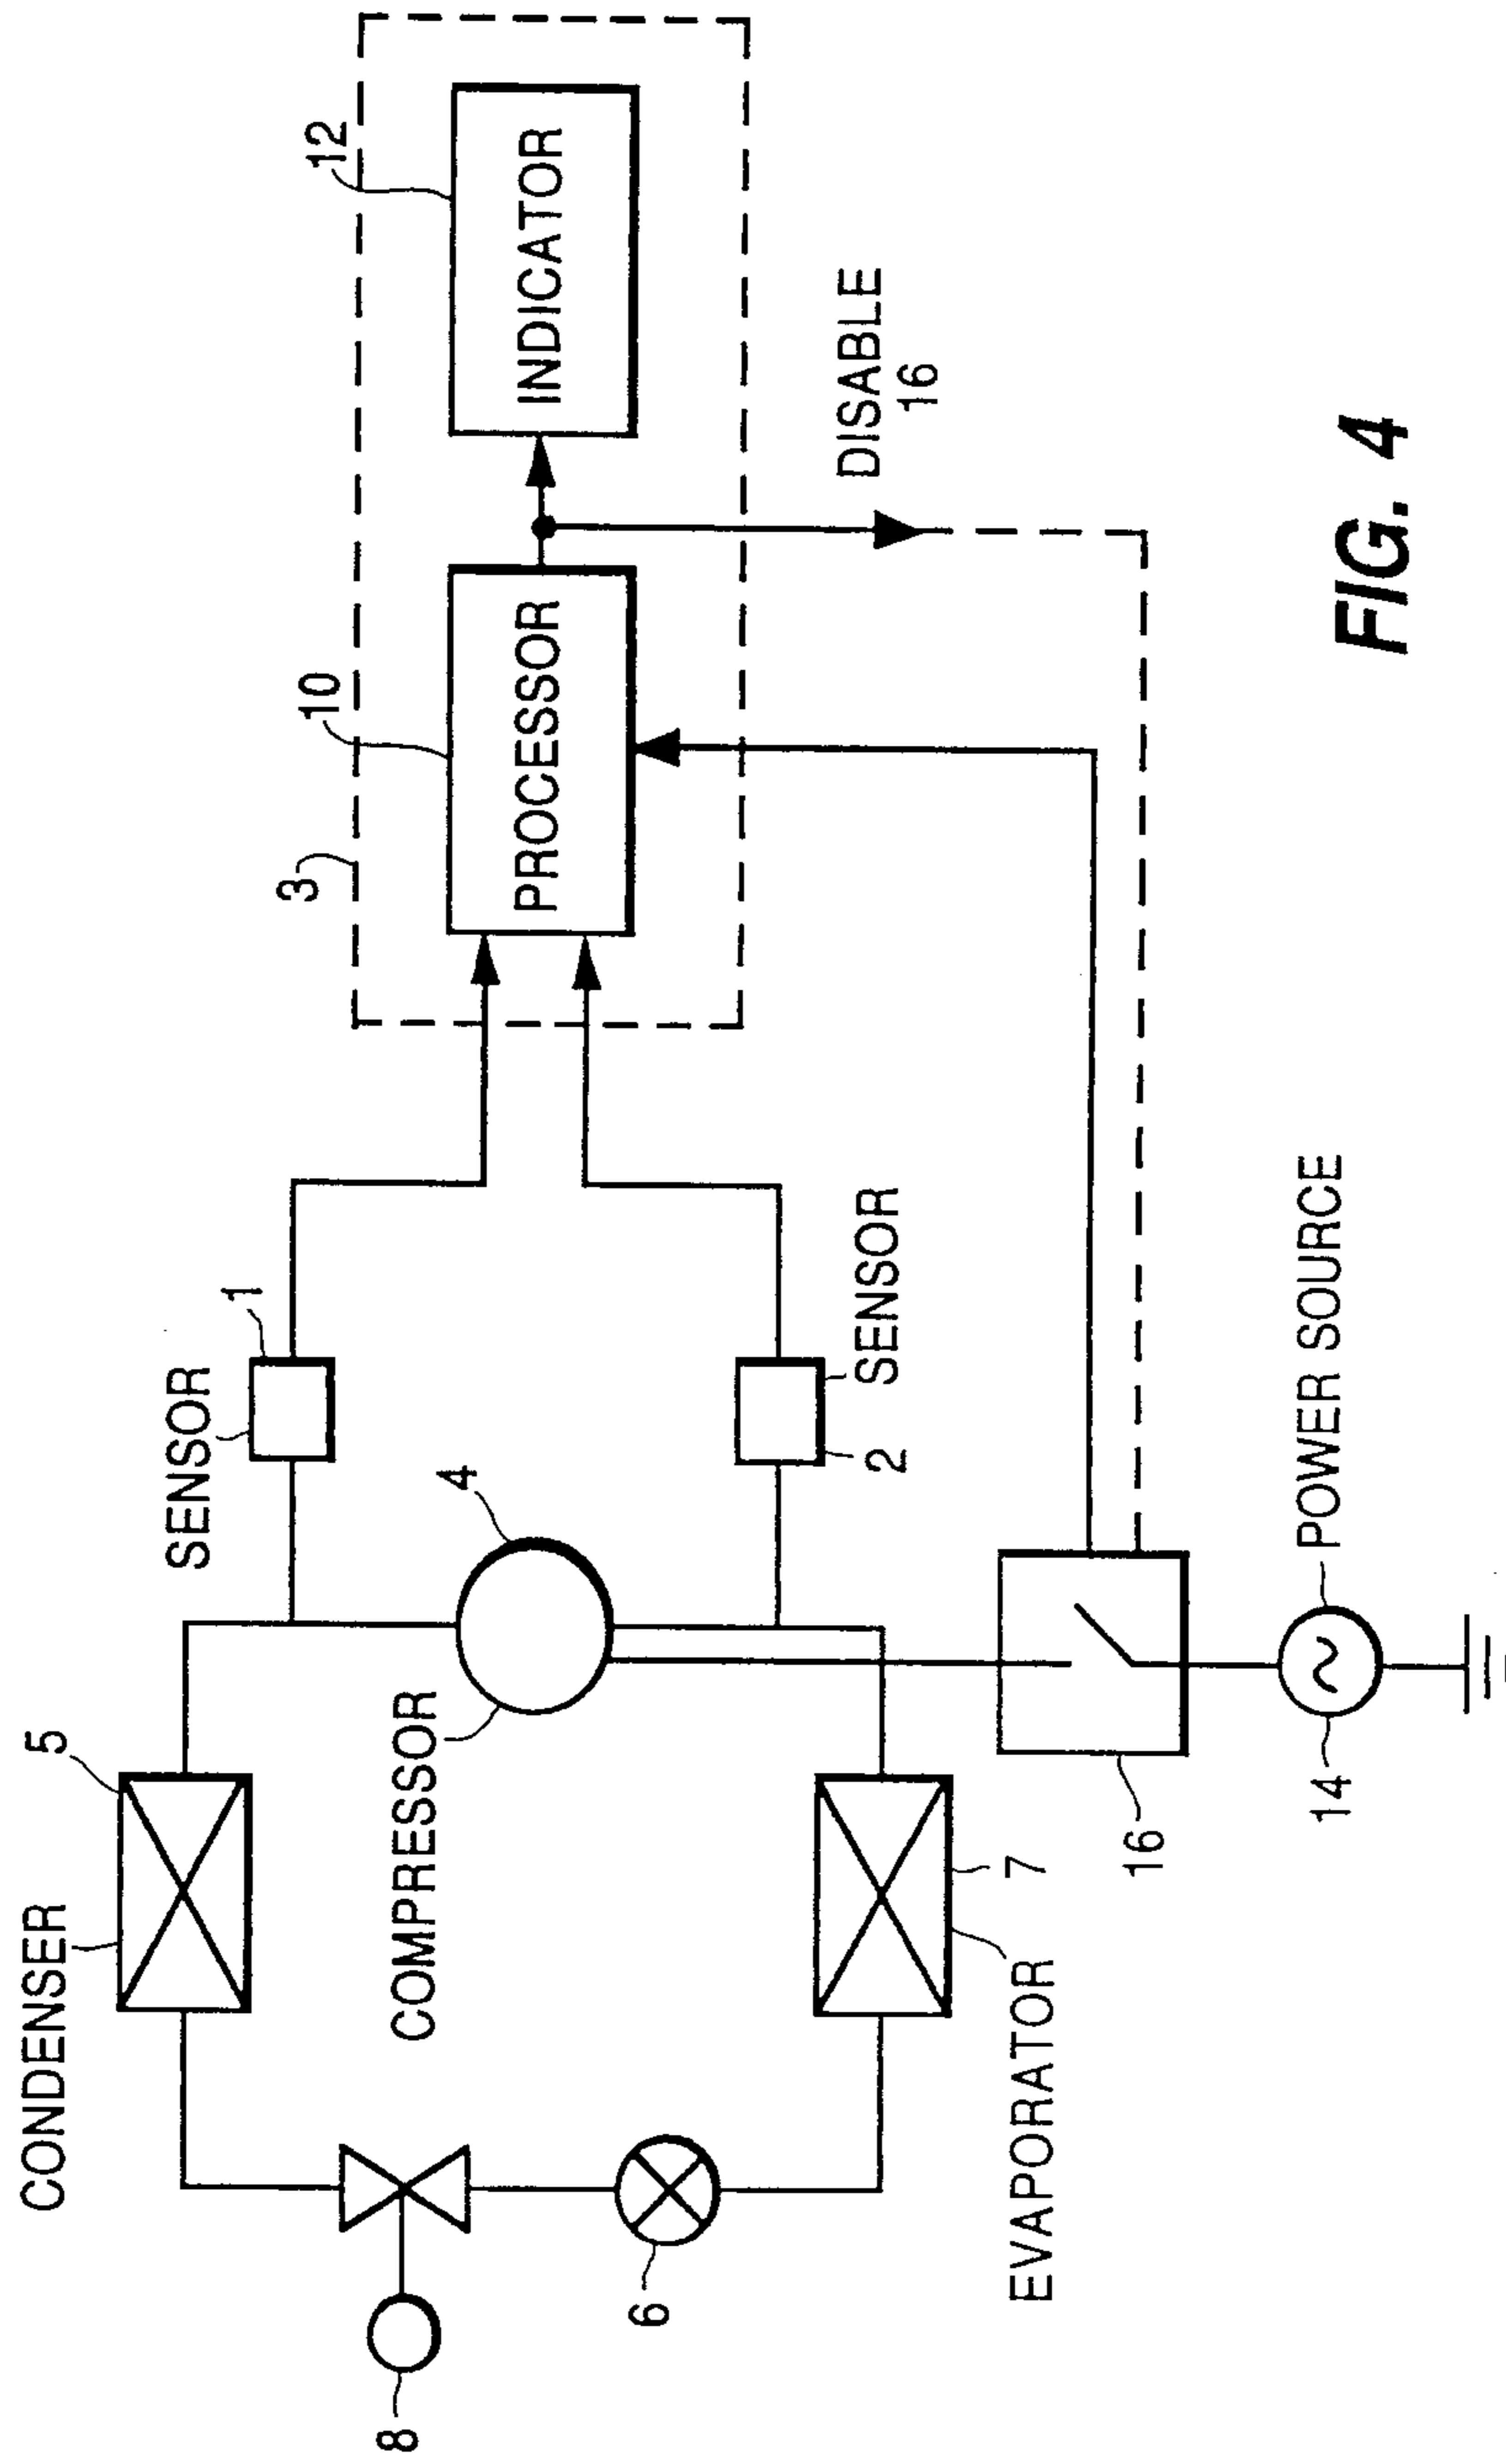 CONDENSER
5
SENSOR
1
3
10
12
8
COMPRESSOR
4
PROCESSOR
INDICATOR
6
2
SENSOR
DISABLE
16
EVAPORATOR
7
16
14
POWER SOURCE
FIG. 4